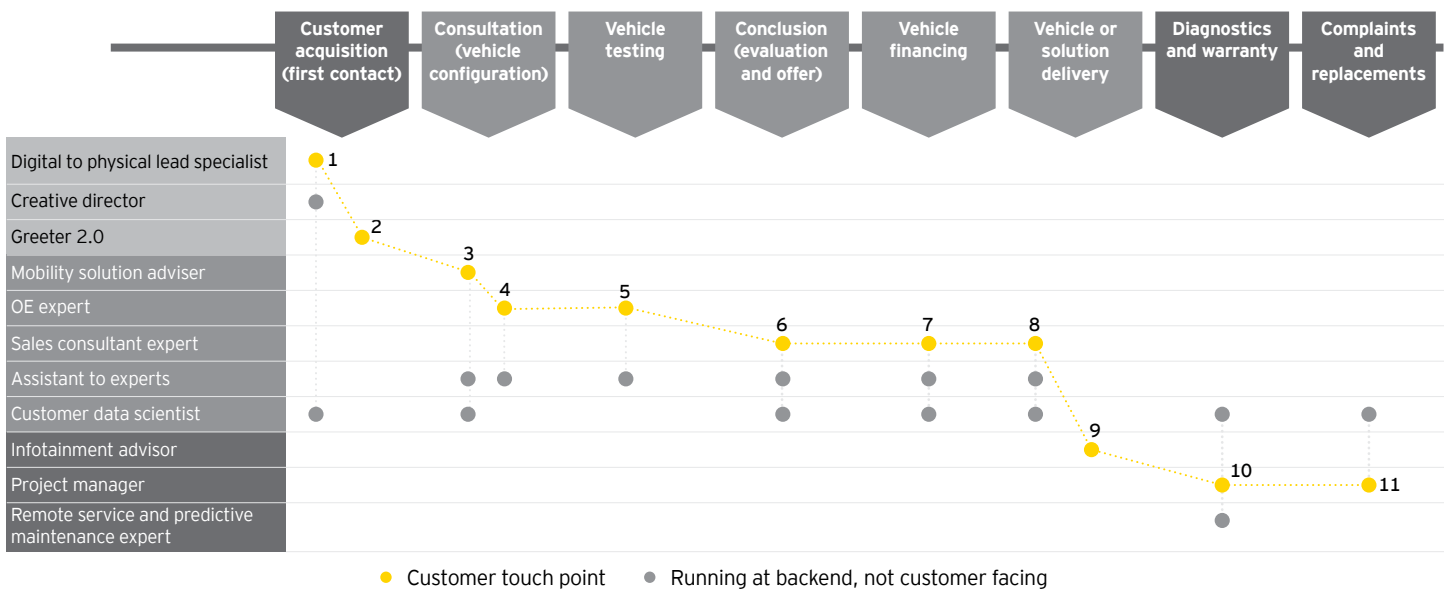 Customer
acquisition
(first contact)
Consultation
(vehicle
configuration)
Vehicle
testing
Conclusion
(evaluation
and offer)
Vehicle
financing
Vehicle or
solution
delivery
Diagnostics
and warranty
Complaints
and
replacements
Digital to physical lead specialist
1
Creative director
Greeter 2.0
2
Mobility solution adviser
3
OE expert
4
5
Sales consultant expert
6
7
8
Assistant to experts
Customer data scientist
Infotainment advisor
9
Project manager
10
11
Remote service and predictive
maintenance expert
Customer touch point
Running at backend, not customer facing